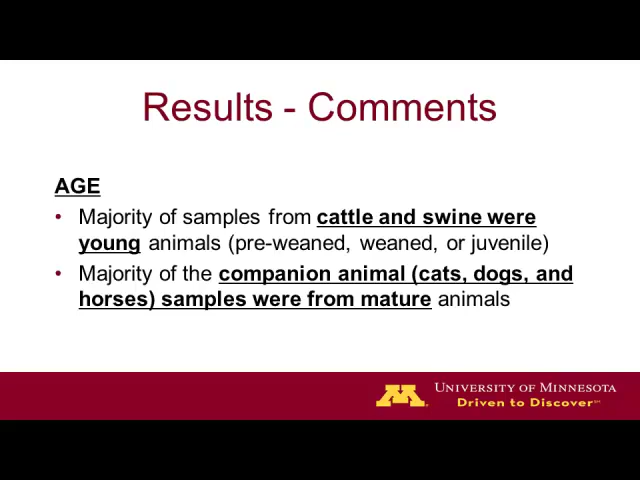 Results - Comments
AGE
• Majority of samples from cattle and swine were
young animals (pre-weaned, weaned, or juvenile)
• Majority of the companion animal (cats, dogs, and
horses) samples were from mature animals
UNIVERSITY OF MINNESOTA
Driven to Discover℠